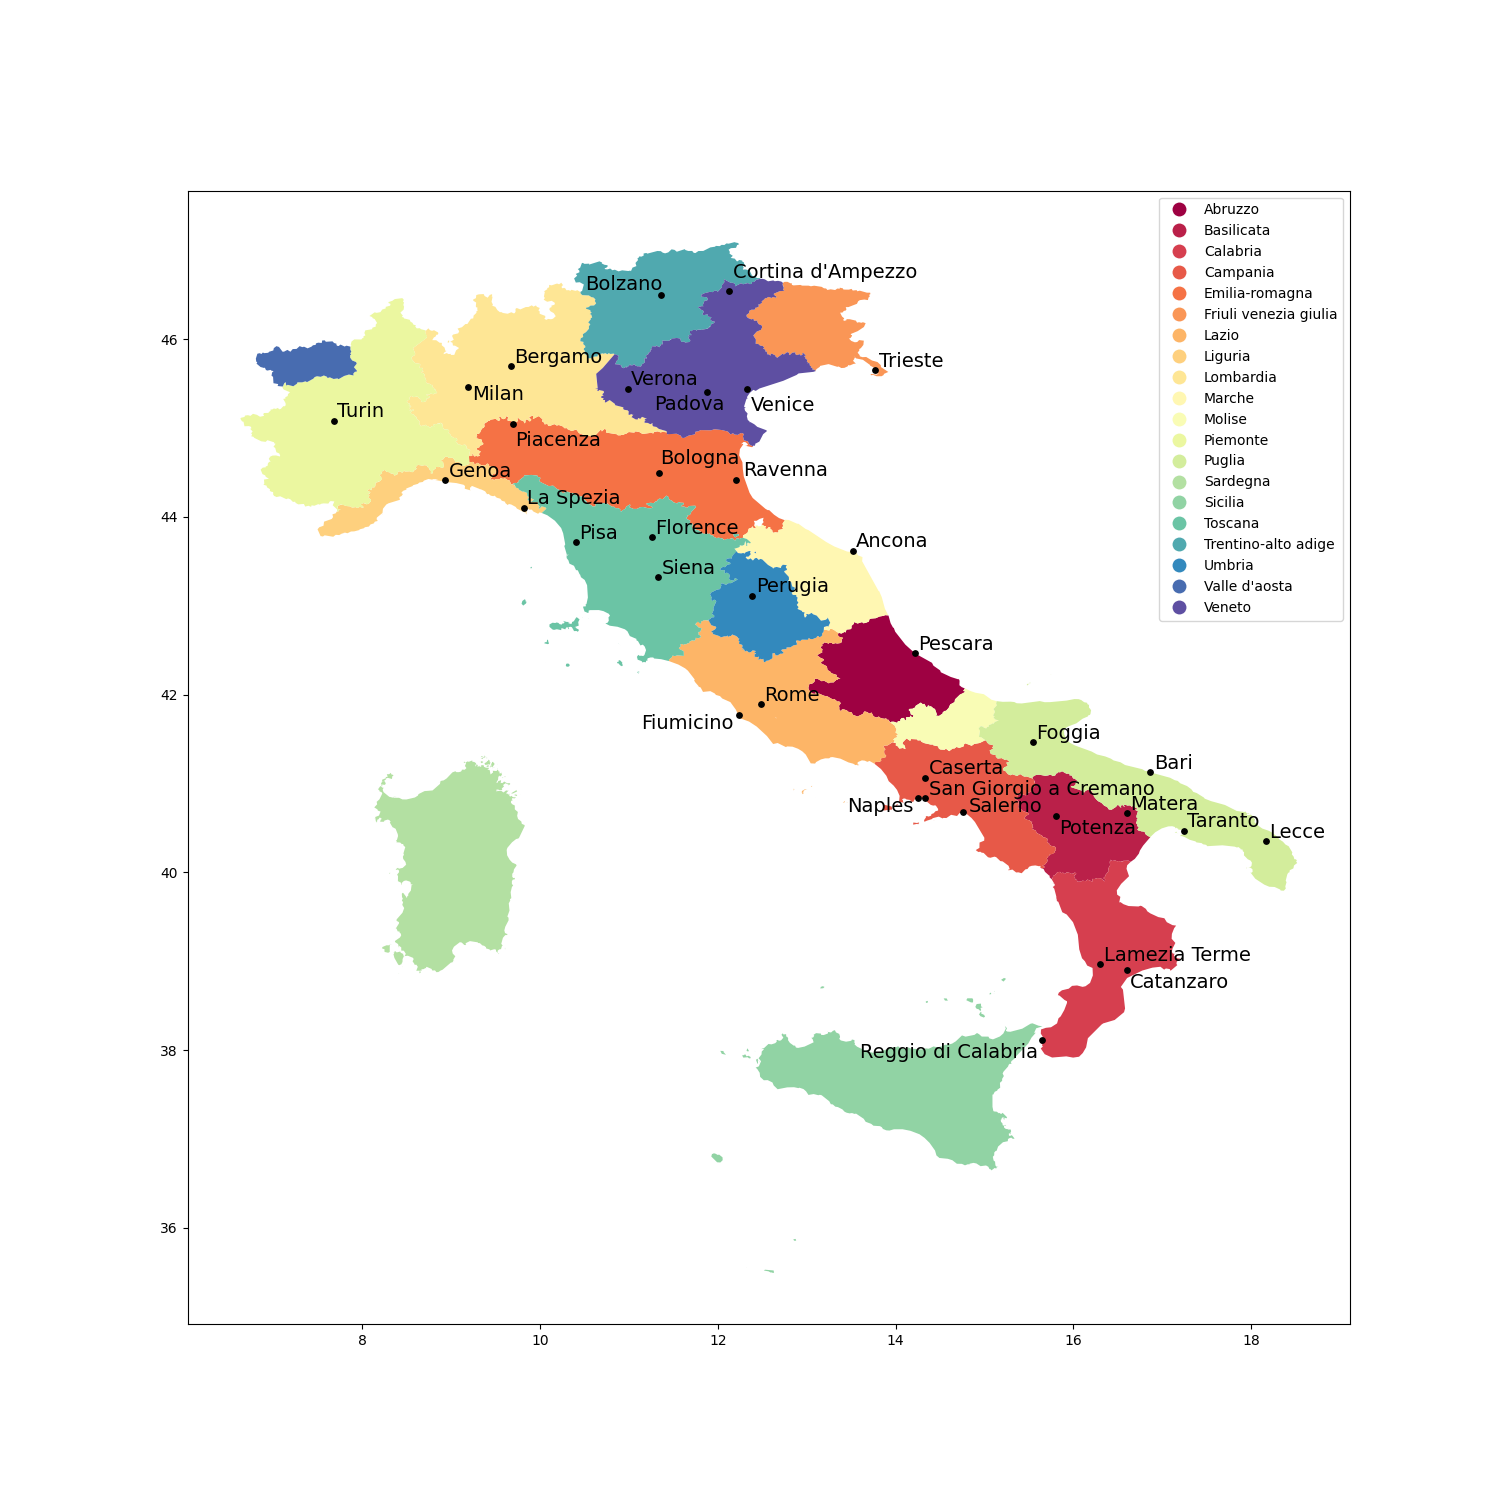 Abruzzo
Basilicata
Calabria
Campania
Emilia-romagna
Friuli venezia giulia
Lazio
Liguria
Lombardia
Marche
Molise
Piemonte
Puglia
Sardegna
Sicilia
Toscana
Trentino-alto adige
Umbria
Valle d'aosta
Veneto
Cortina d'Ampezzo
Bolzano
Bergamo
Trieste
Milan
Verona
Padova
Venice
Turin
Piacenza
Bologna
Genoa
Ravenna
La Spezia
Pisa
Florence
Ancona
Siena
Perugia
Pescara
Rome
Fiumicino
Foggia
Bari
Caserta
San Giorgio a Cremano
Naples
Salerno
Matera
Potenza
Taranto
Lecce
Lamezia Terme
Catanzaro
Reggio di Calabria
46
44
42
40
38
36
8
10
12
14
16
18